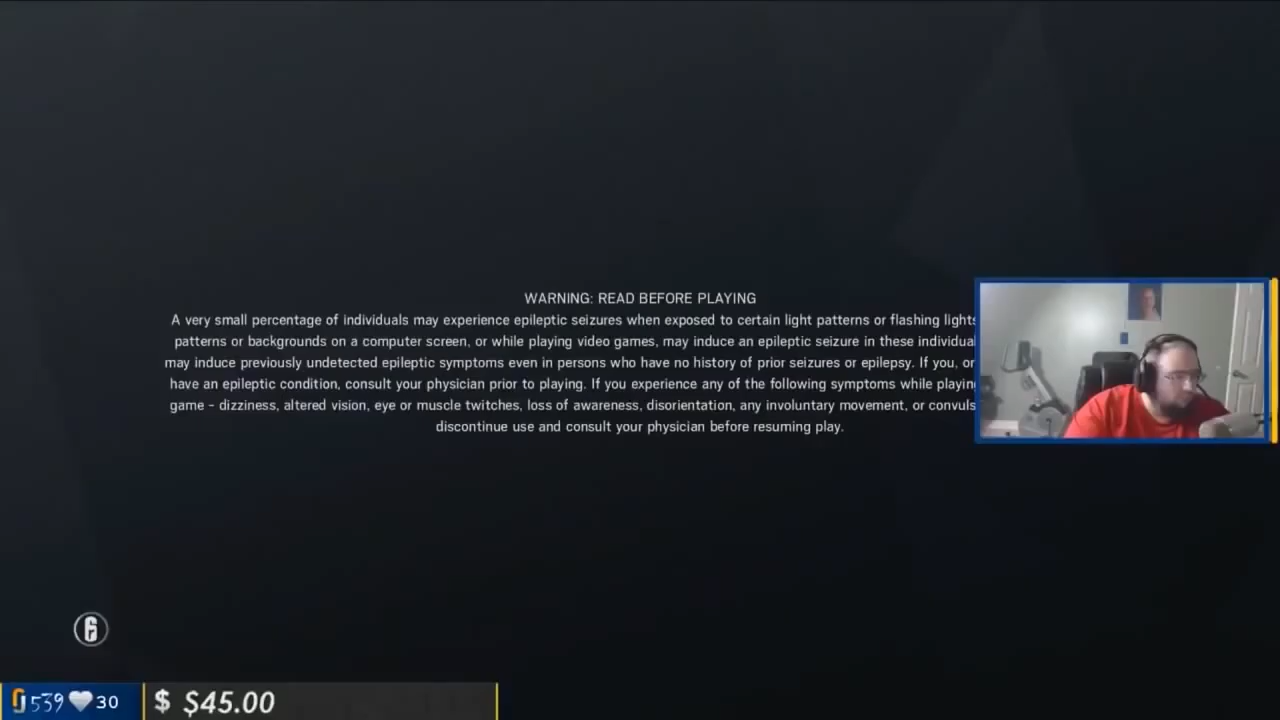 WARNING: READ BEFORE PLAYING
A very small percentage of individuals may experience epileptic seizures when exposed to certain light patterns or flashing lights
patterns or backgrounds on a computer screen, or while playing video games, may induce an epileptic seizure in these individual
may induce previously undetected epileptic symptoms even in persons who have no history of prior seizures or epilepsy. If you, or
have an epileptic condition, consult your physician prior to playing. If you experience any of the following symptoms while playing
game - dizziness, altered vision, eye or muscle twitches, loss of awareness, disorientation, any involuntary movement, or convuls
discontinue use and consult your physician before resuming play.
6
539 30
$ $45.00